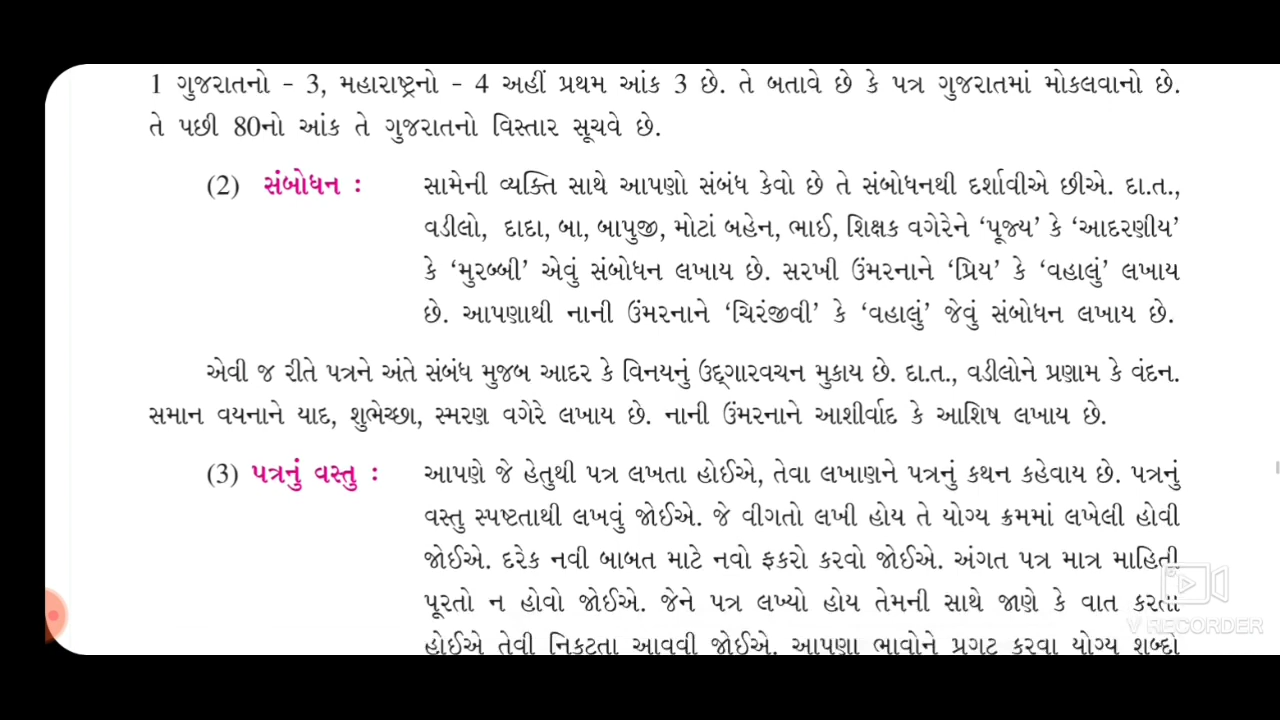 1 ગુજરાતનો - 3, મહારાષ્ટ્રનો - 4 અહીં પ્રથમ આંક 3 છે. તે બતાવે છે કે પત્ર ગુજરાતમાં મોકલવાનો છે.
તે પછી 80નો આંક તે ગુજરાતનો વિસ્તાર સૂચવે છે.
(2) સંબોધન : સામેની વ્યક્તિ સાથે આપણો સંબંધ કેવો છે તે સંબોધનથી દર્શાવીએ છીએ. દા.ત.,
વડીલો, દાદા, બા, બાપુજી, મોટાં બહેન, ભાઈ, શિક્ષક વગેરેને ‘પૂજ્ય’ કે ‘આદરણીય’
કે ‘મુરબ્બી’ એવું સંબોધન લખાય છે. સરખી ઉંમરનાને ‘પ્રિય’ કે ‘વહાલું’ લખાય
છે. આપણાથી નાની ઉંમરનાને ‘ચિરંજીવી’ કે ‘વહાલું’ જેવું સંબોધન લખાય છે.
એવી જ રીતે પત્રને અંતે સંબંધ મુજબ આદર કે વિનયનું ઉદ્‌ગારવચન મુકાય છે. દા.ત., વડીલોને પ્રણામ કે વંદન.
સમાન વયનાને યાદ, શુભેચ્છા, સ્મરણ વગેરે લખાય છે. નાની ઉંમરનાને આશીર્વાદ કે આશિષ લખાય છે.
(3) પત્રનું વસ્તુ : આપણે જે હેતુથી પત્ર લખતા હોઈએ, તેવા લખાણને પત્રનું કથન કહેવાય છે. પત્રનું
વસ્તુ સ્પષ્ટતાથી લખવું જોઈએ. જે વીગતો લખી હોય તે યોગ્ય ક્રમમાં લખેલી હોવી
જોઈએ. દરેક નવી બાબત માટે નવો ફકરો કરવો જોઈએ. અંગત પત્ર માત્ર માહિતી
પૂરતો ન હોવો જોઈએ. જેને પત્ર લખ્યો હોય તેમની સાથે જાણે કે વાત કરતા
હોઈએ તેવી નિકટતા આવવી જોઈએ. આપણા ભાવોને પ્રગટ કરવા યોગ્ય શબ્દો
V RECORDER